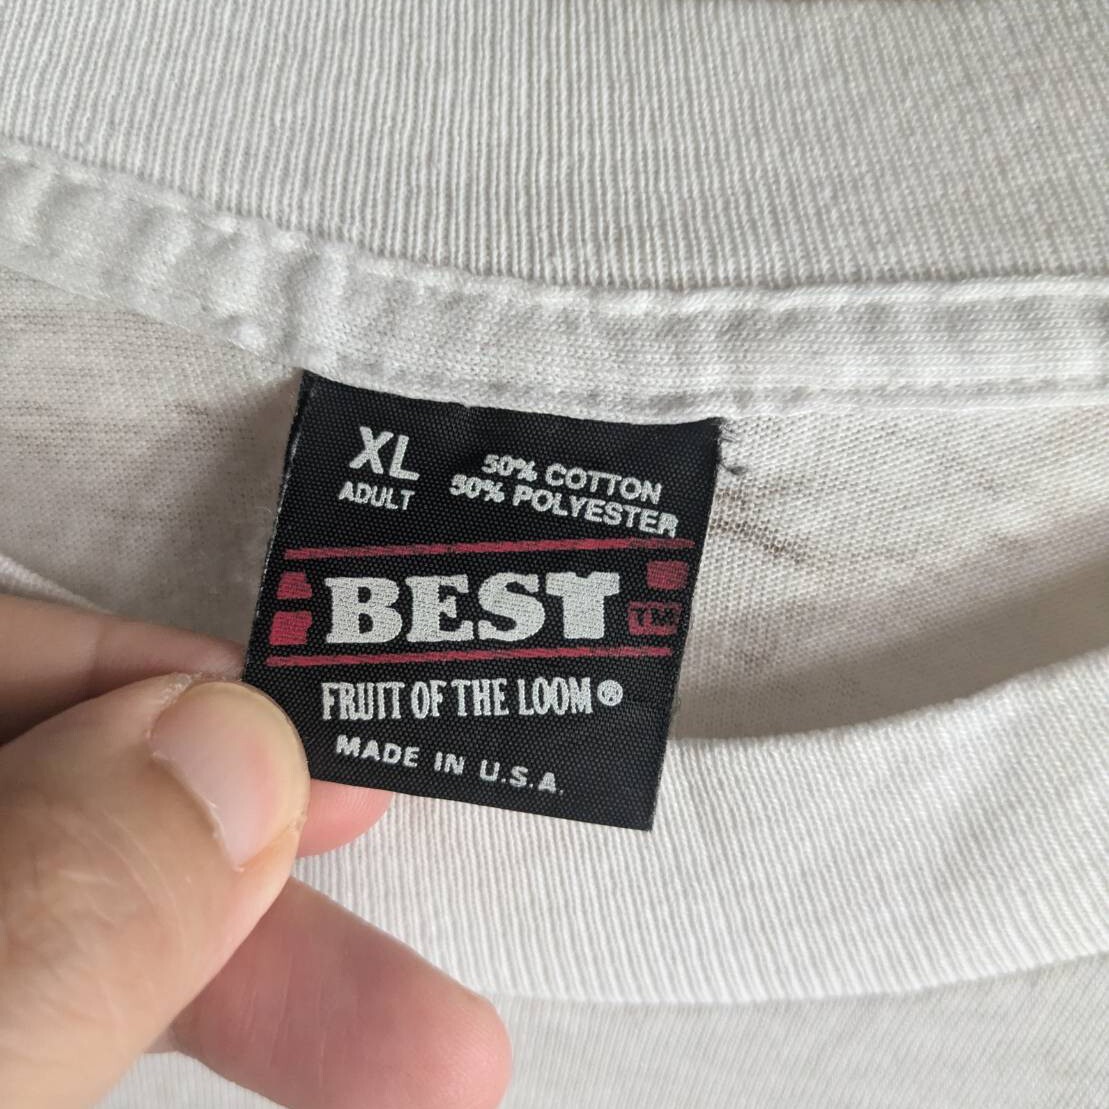 XL
ADULT
50% COTTON
50% POLYESTER
BEST TM
FRUIT OF THE LOOM®
MADE IN U.S.A.